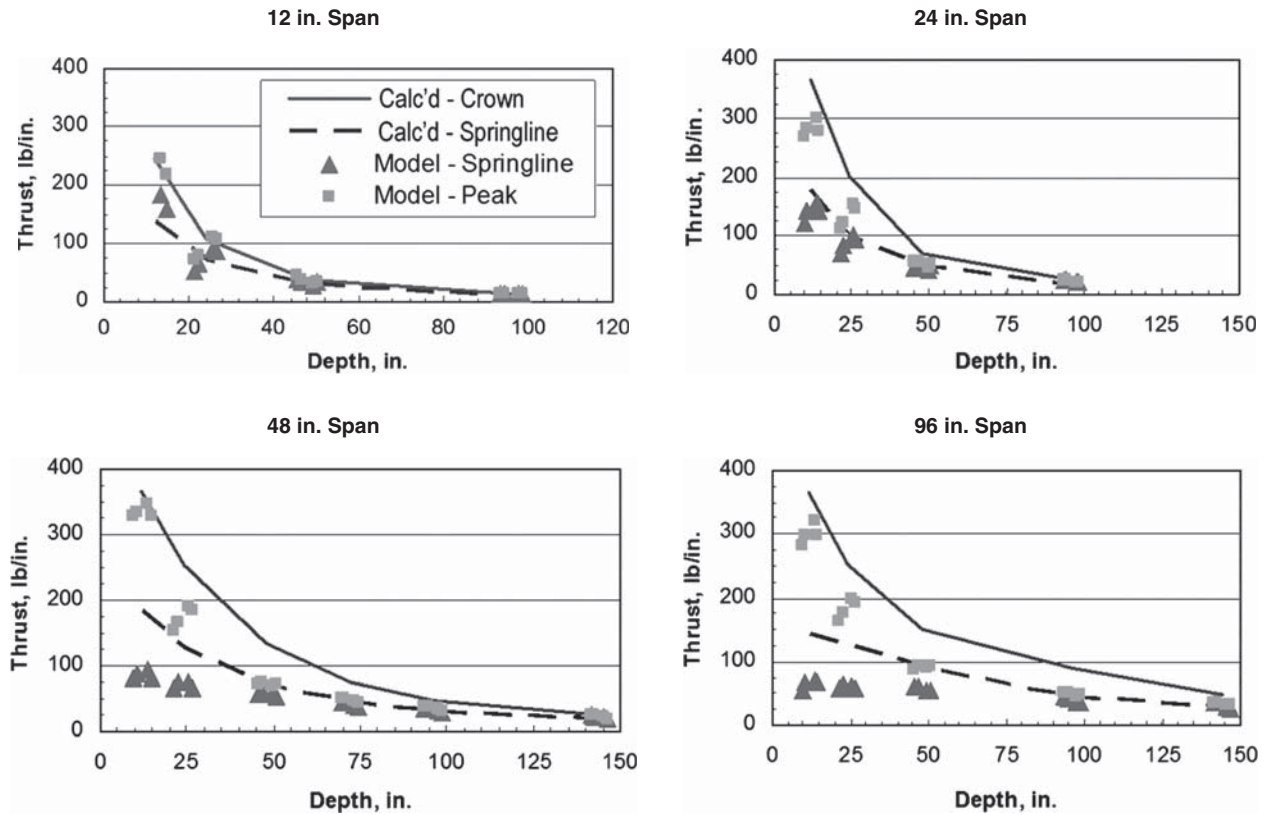 12 in. Span
Thrust, lb/in.
400
300
200
100
0
Calc'd - Crown
Calc'd - Springline
Model - Springline
Model - Peak
0 20 40 60 80 100 120
Depth, in.
24 in. Span
Thrust, lb/in.
400
300
200
100
0
0 25 50 75 100 125 150
Depth, in.
48 in. Span
Thrust, lb/in.
400
300
200
100
0
0 25 50 75 100 125 150
Depth, in.
96 in. Span
Thrust, lb/in.
400
300
200
100
0
0 25 50 75 100 125 150
Depth, in.